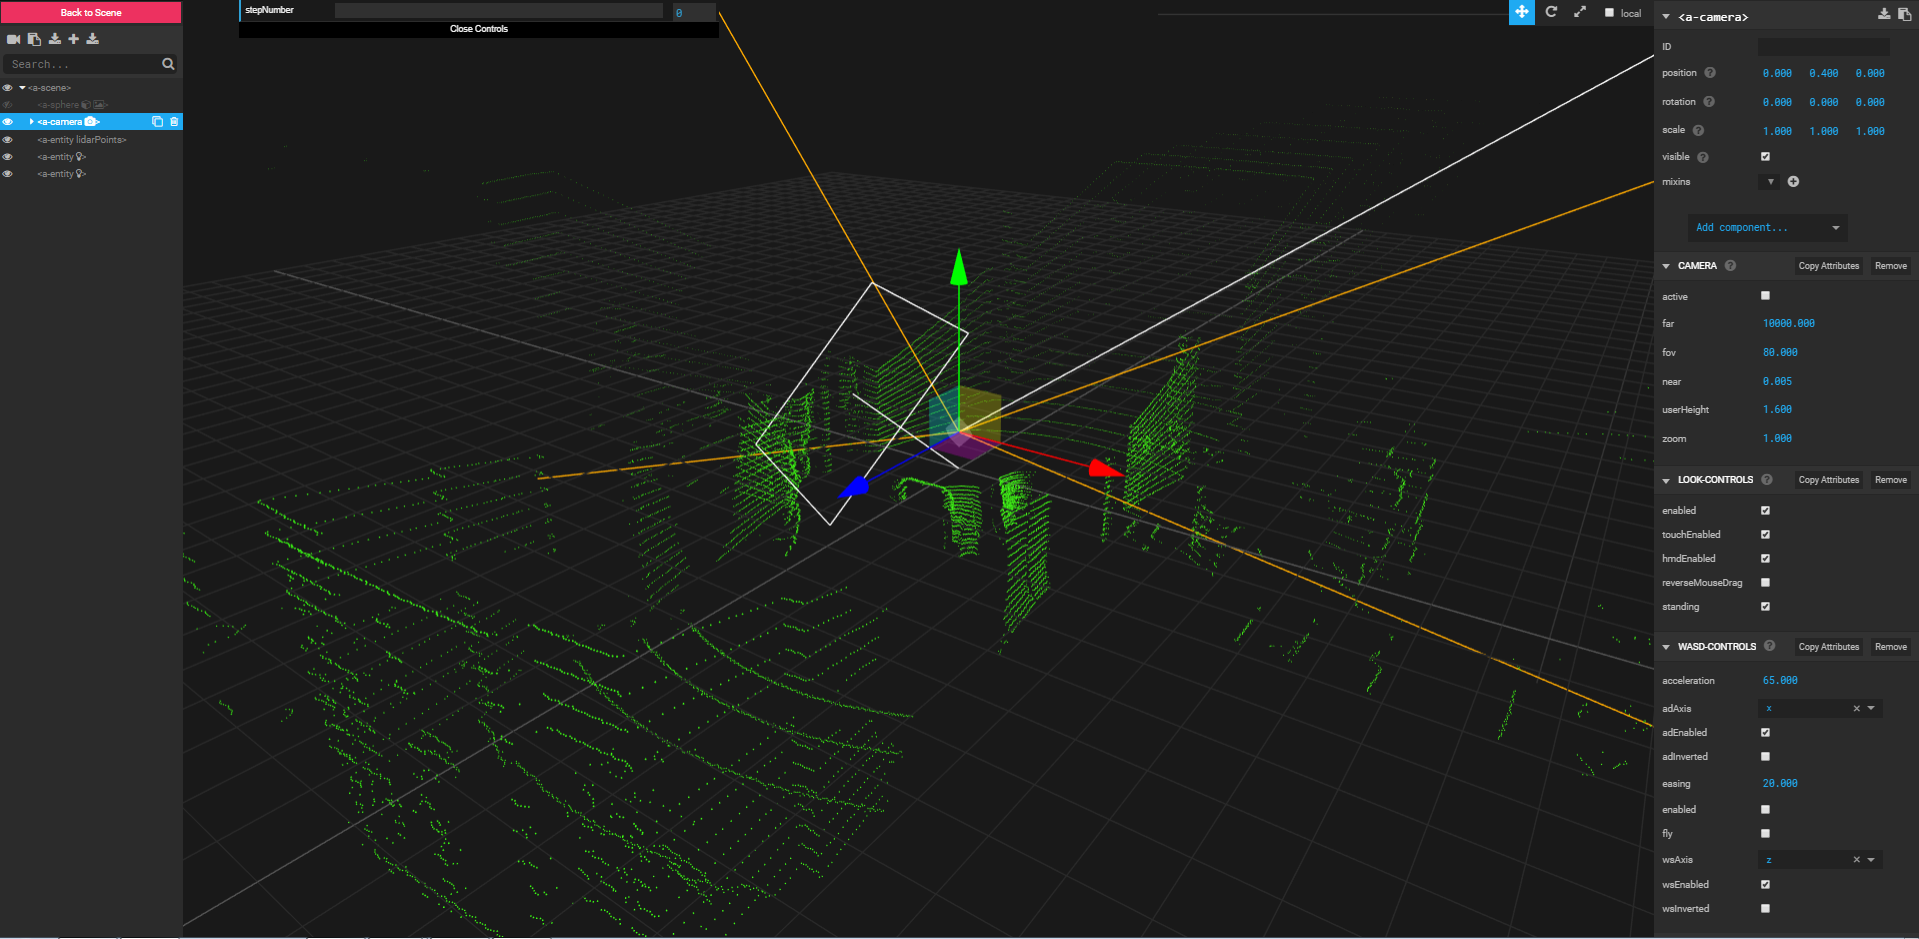 Back to Scene
Search...
<a-scene>
<a-sphere >
<a-camera >
<a-entity lidarPoints>
<a-entity >
<a-entity >
stepNumber
0
Close Controls
local
<a-camera>
ID
position ? 0.000 0.400 0.000
rotation ? 0.000 0.000 0.000
scale ? 1.000 1.000 1.000
visible ?
mixins
Add component...
CAMERA ? Copy Attributes Remove
active
far 10000.000
fov 80.000
near 0.005
userHeight 1.600
zoom 1.000
LOOK-CONTROLS ? Copy Attributes Remove
enabled
touchEnabled
hmdEnabled
reverseMouseDrag
standing
WASD-CONTROLS ? Copy Attributes Remove
acceleration 65.000
adAxis x
adEnabled
adInverted
easing 20.000
enabled
fly
wsAxis z
wsEnabled
wsInverted